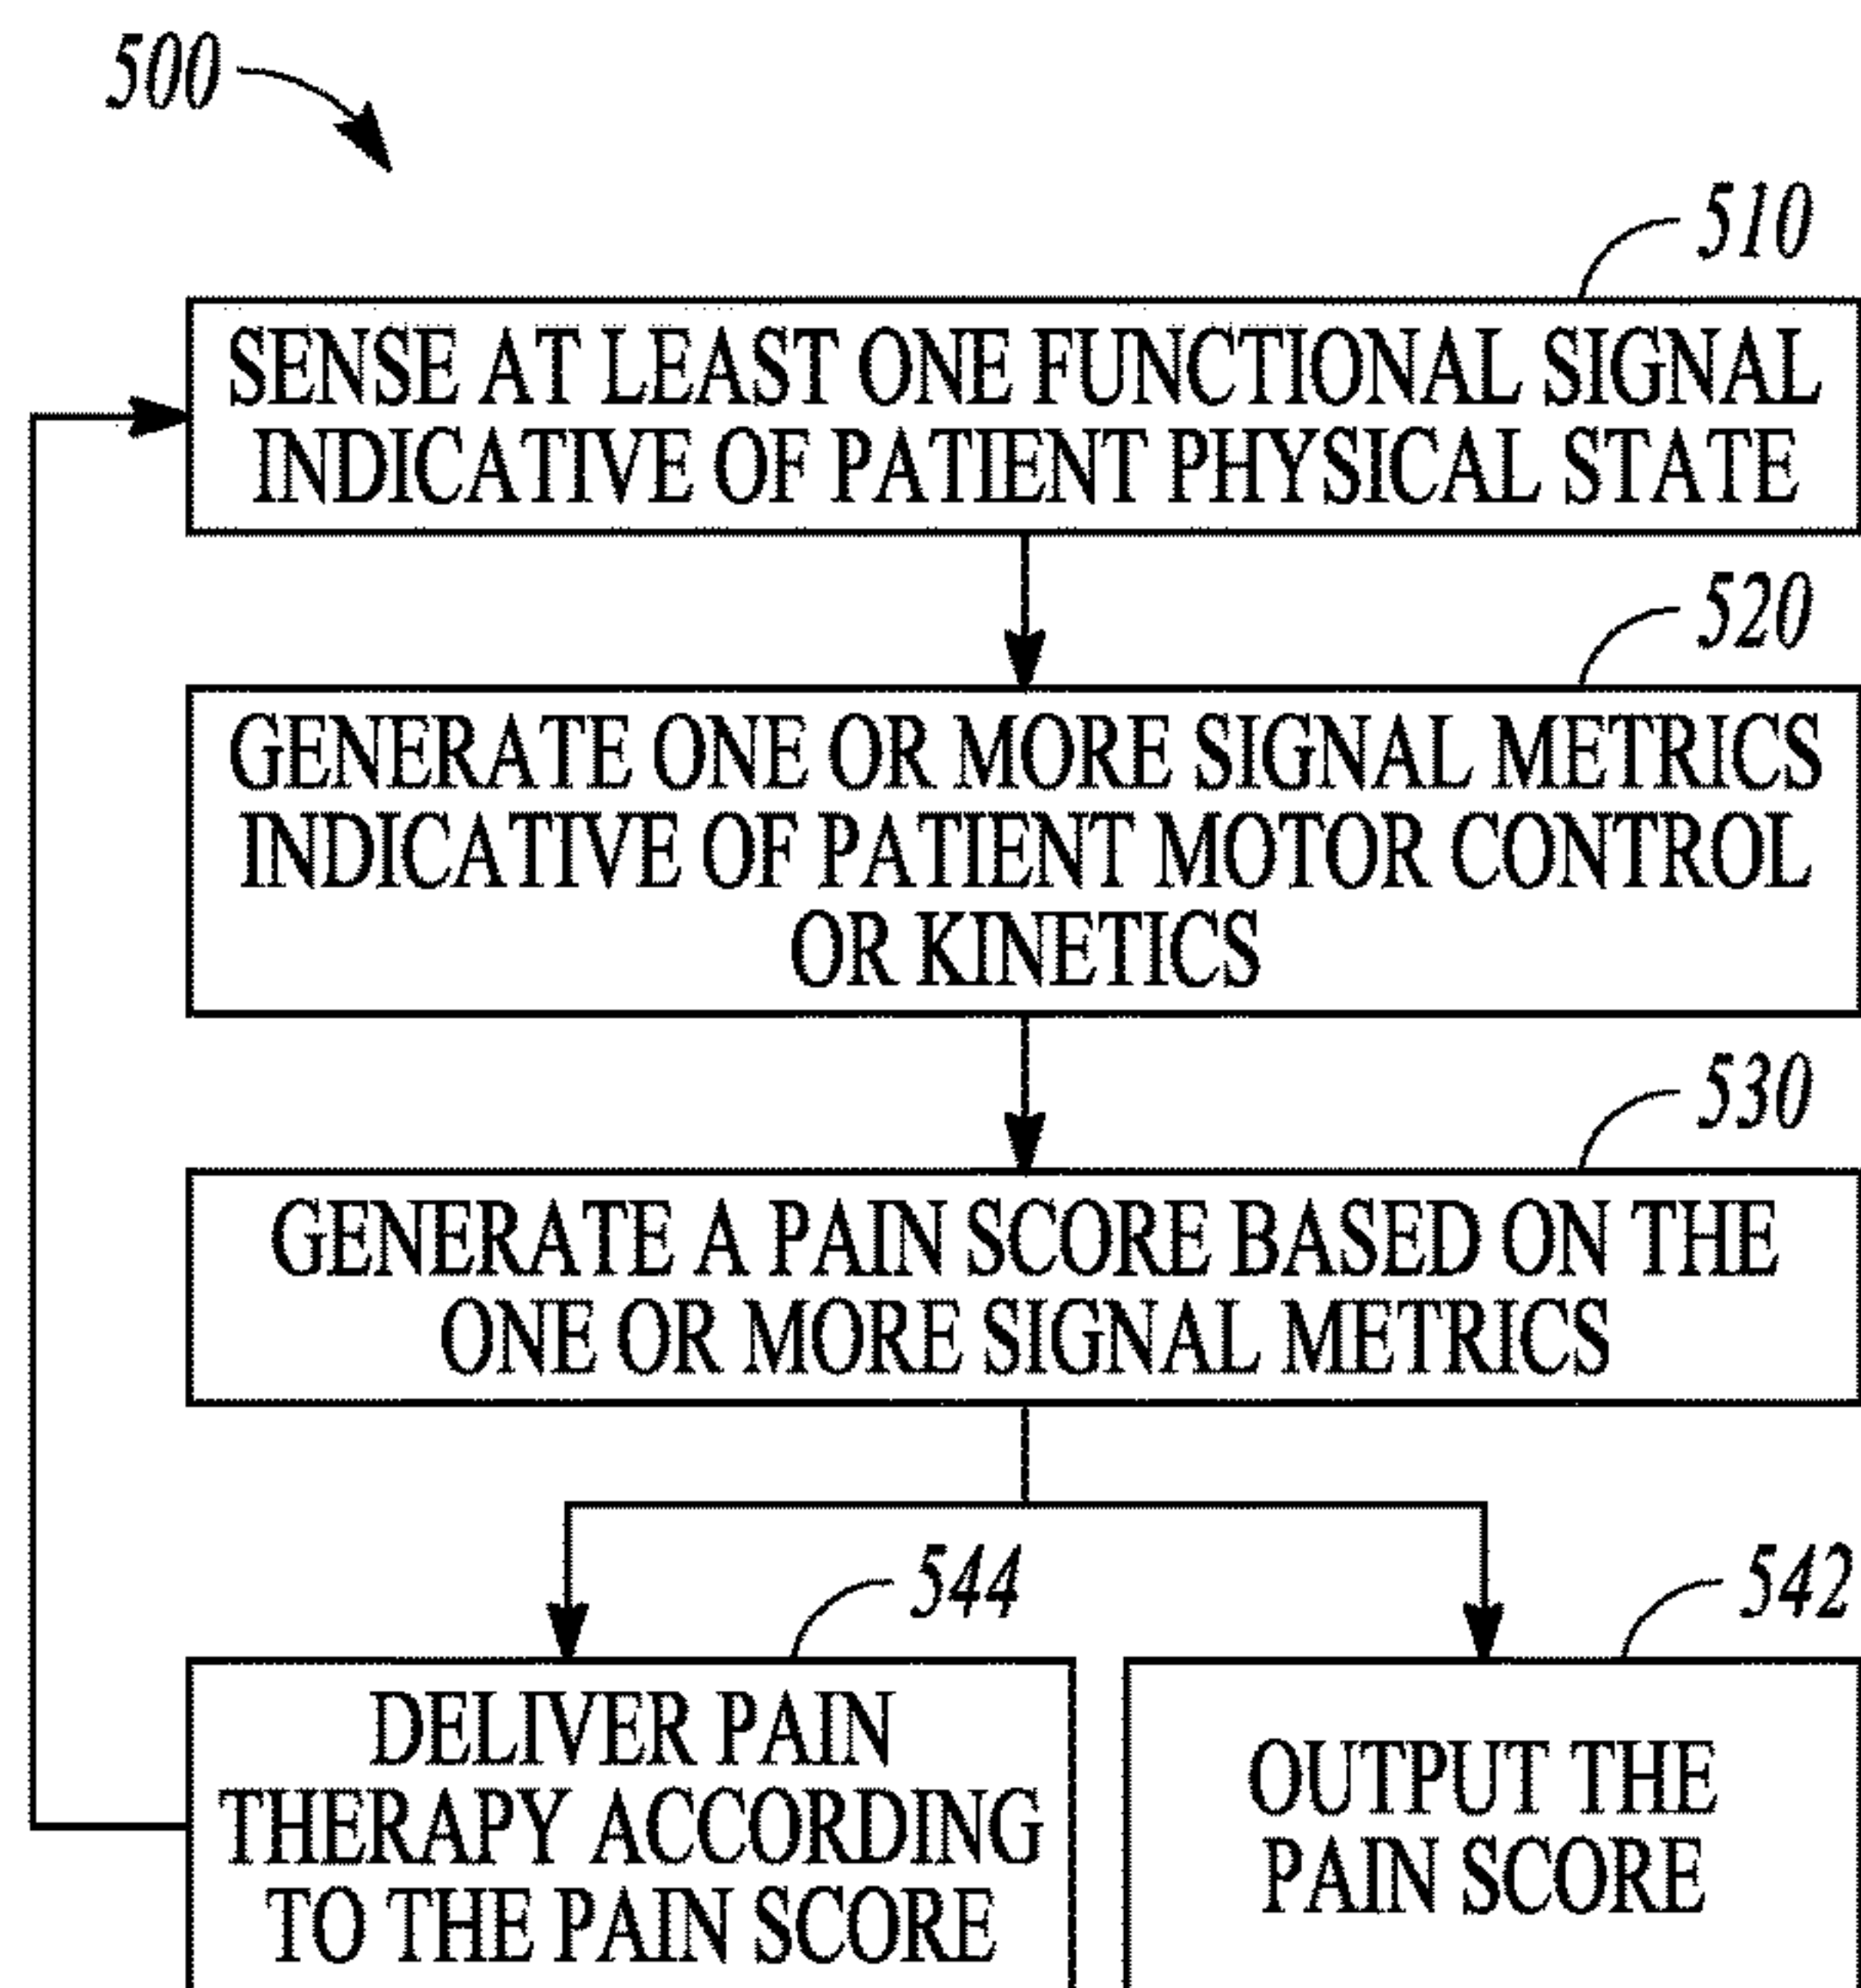 500
510
SENSE AT LEAST ONE FUNCTIONAL SIGNAL
INDICATIVE OF PATIENT PHYSICAL STATE
520
GENERATE ONE OR MORE SIGNAL METRICS
INDICATIVE OF PATIENT MOTOR CONTROL
OR KINETICS
530
GENERATE A PAIN SCORE BASED ON THE
ONE OR MORE SIGNAL METRICS
544
DELIVER PAIN
THERAPY ACCORDING
TO THE PAIN SCORE
542
OUTPUT THE
PAIN SCORE